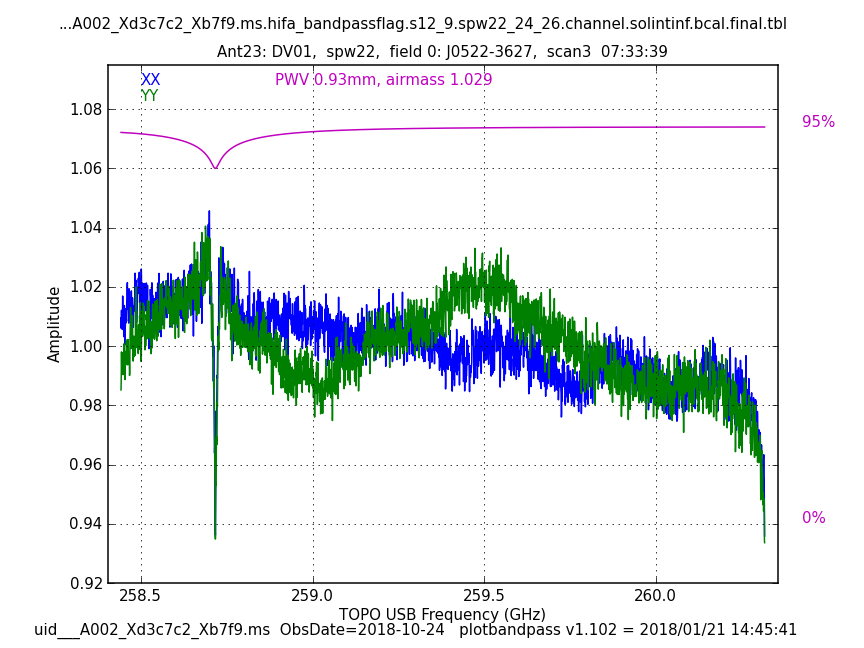 ...A002_Xd3c7c2_Xb7f9.ms.hifa_bandpassflag.s12_9.spw22_24_26.channel.solintinf.bcal.final.tbl
Ant23: DV01, spw22, field 0: J0522-3627, scan3 07:33:39
XX PWV 0.93mm, airmass 1.029
YY
1.08
95%
1.06
1.04
1.02
1.00
0.98
0.96
0.94
0%
0.92
Amplitude
258.5 259.0 259.5 260.0
TOPO USB Frequency (GHz)
uid___A002_Xd3c7c2_Xb7f9.ms ObsDate=2018-10-24 plotbandpass v1.102 = 2018/01/21 14:45:41